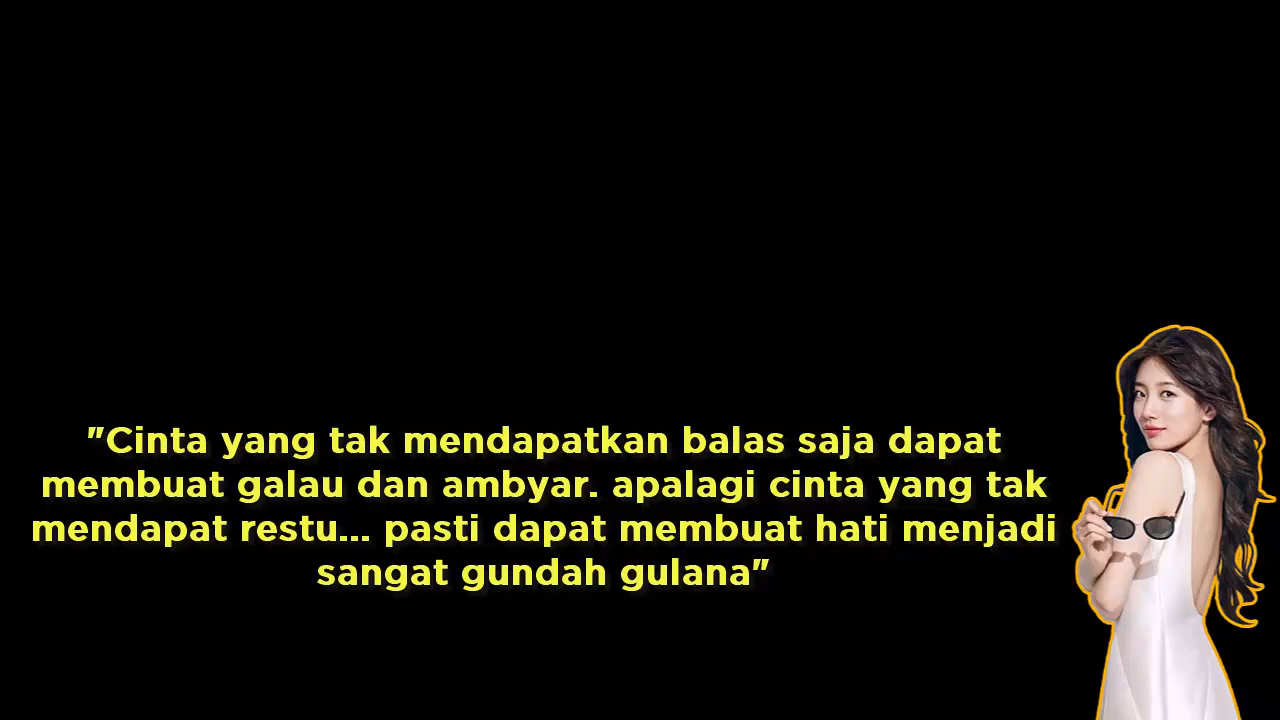 "Cinta yang tak mendapatkan balas saja dapat
membuat galau dan ambyar. apalagi cinta yang tak
mendapat restu... pasti dapat membuat hati menjadi
sangat gundah gulana"